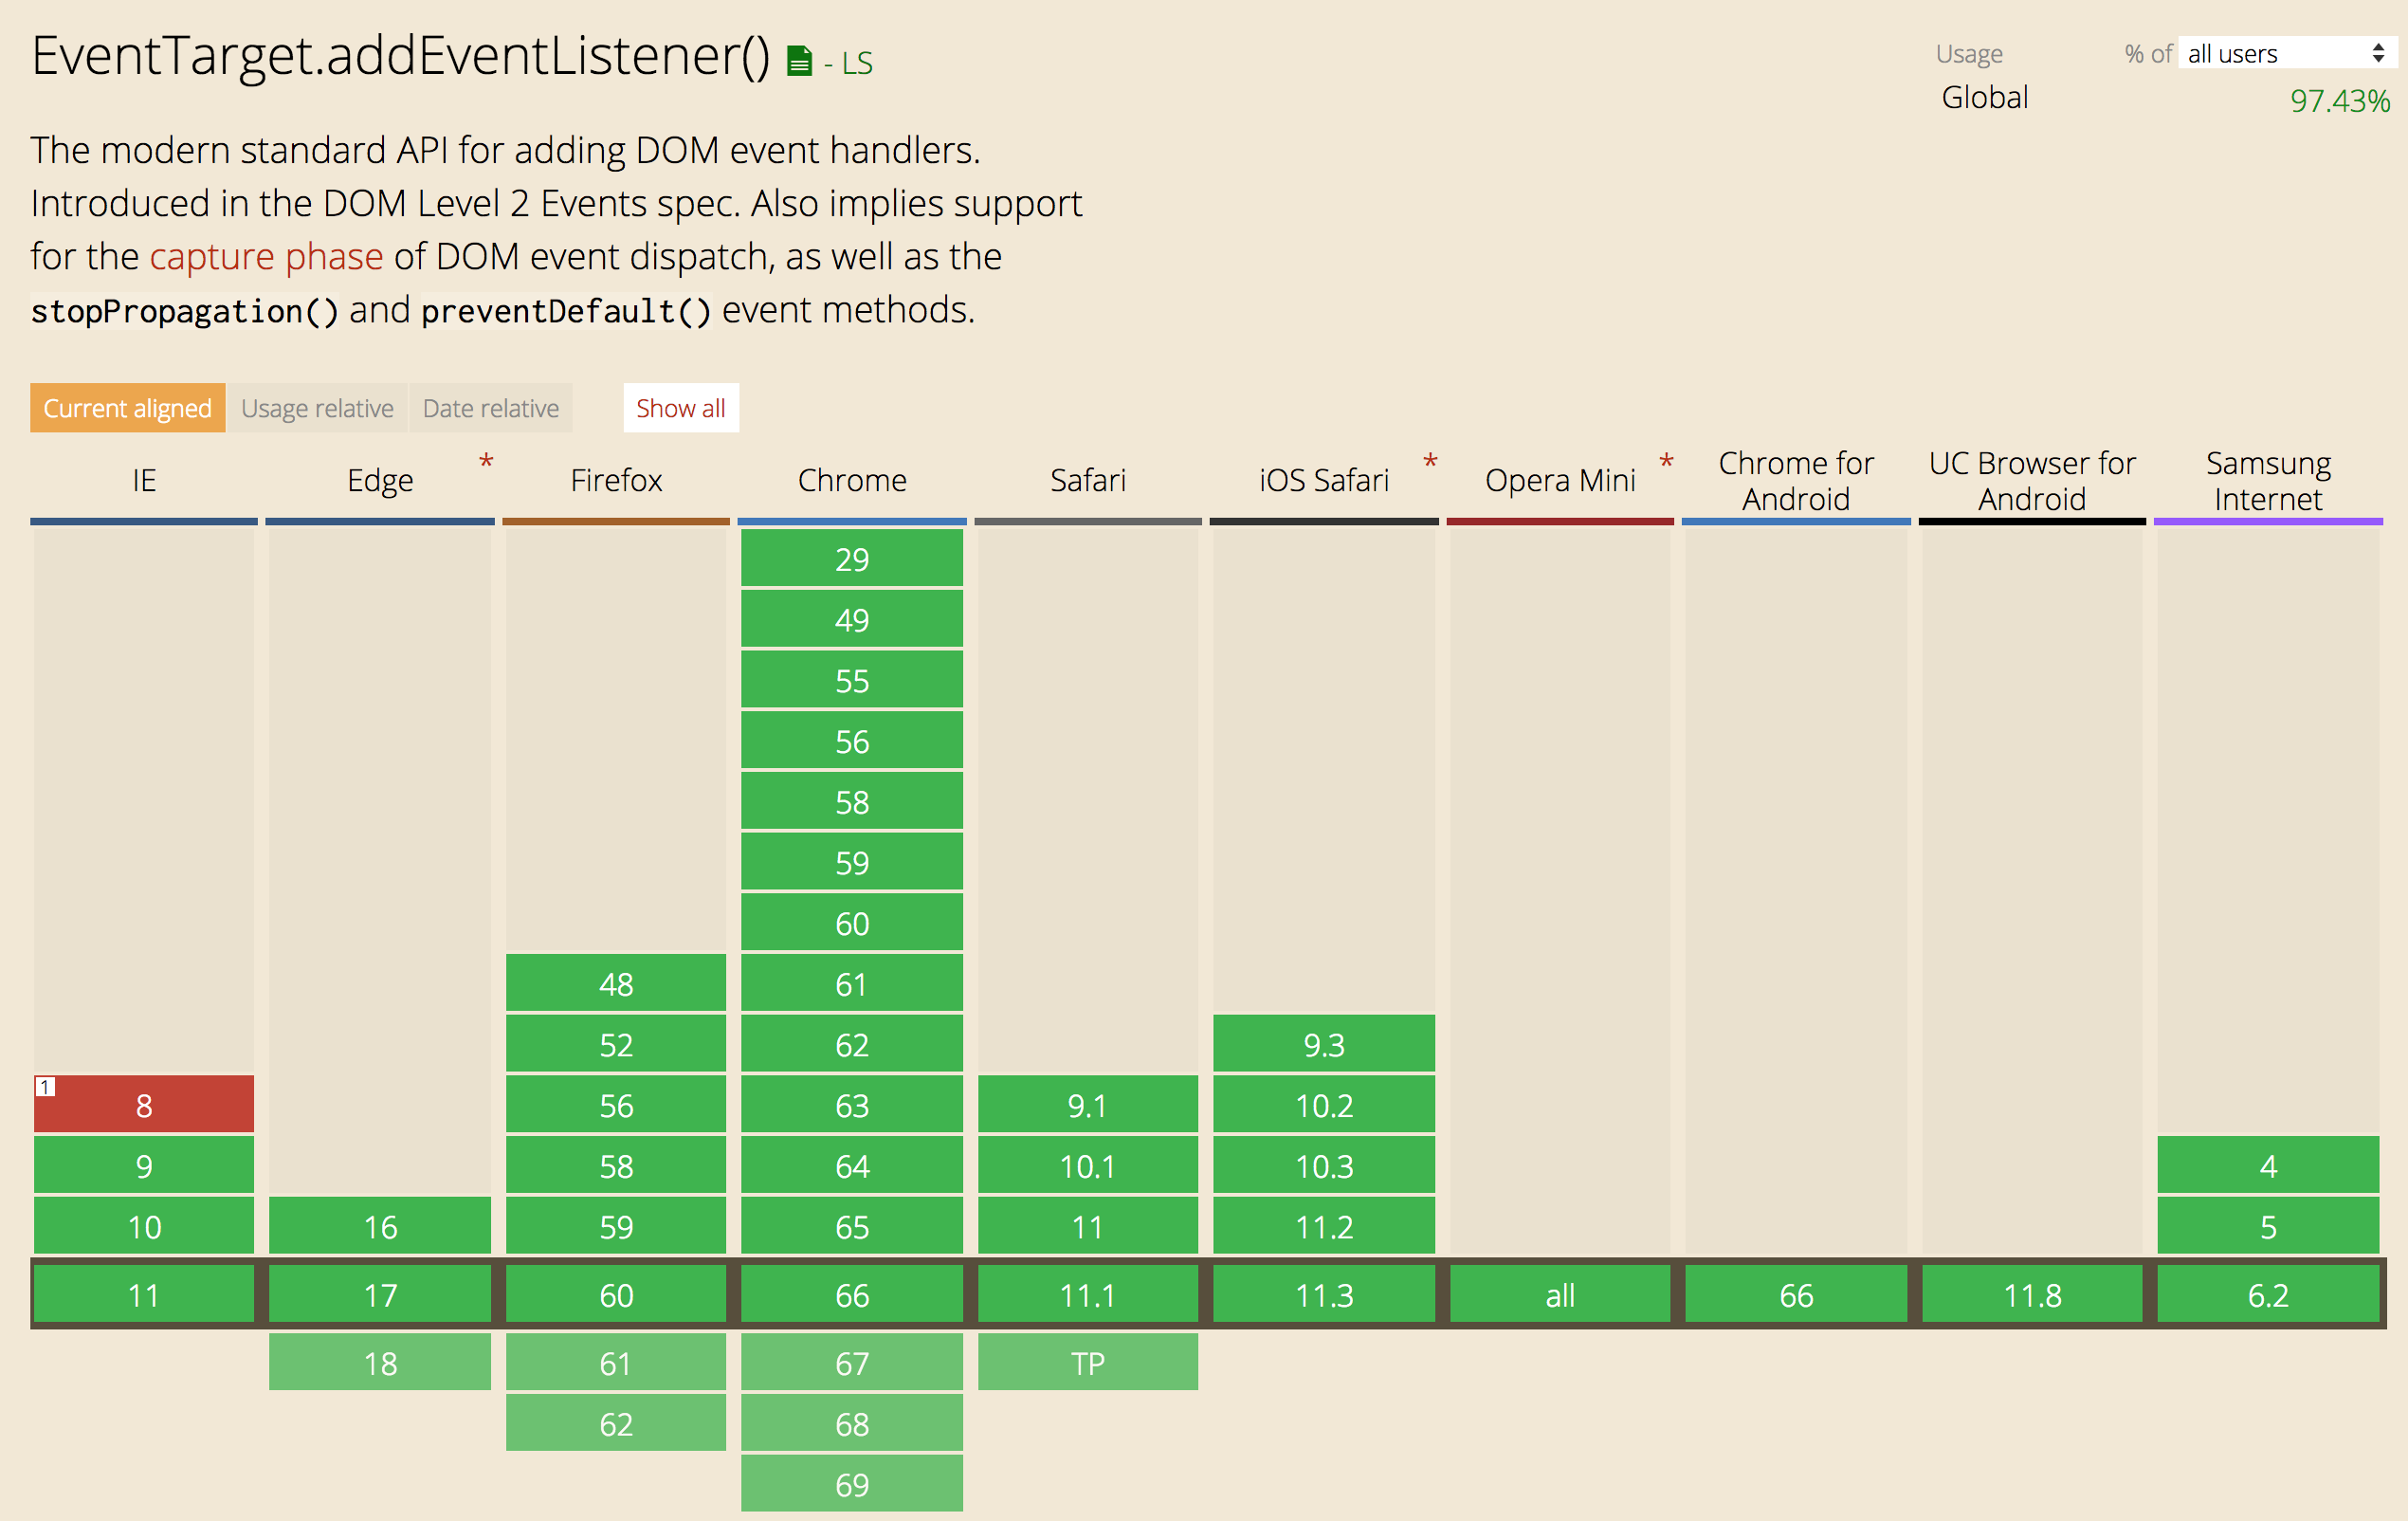 EventTarget.addEventListener() - LS
Usage % of all users
Global 97.43%
The modern standard API for adding DOM event handlers.
Introduced in the DOM Level 2 Events spec. Also implies support
for the capture phase of DOM event dispatch, as well as the
stopPropagation() and preventDefault() event methods.
Current aligned Usage relative Date relative Show all
IE Edge * Firefox Chrome Safari iOS Safari * Opera Mini * Chrome for Android UC Browser for Android Samsung Internet
29
49
55
56
58
59
60
48 61
52 62 9.3
1 8 56 63 9.1 10.2
9 58 64 10.1 10.3 4
10 16 59 65 11 11.2 5
11 17 60 66 11.1 11.3 all 66 11.8 6.2
18 61 67 TP
62 68
69